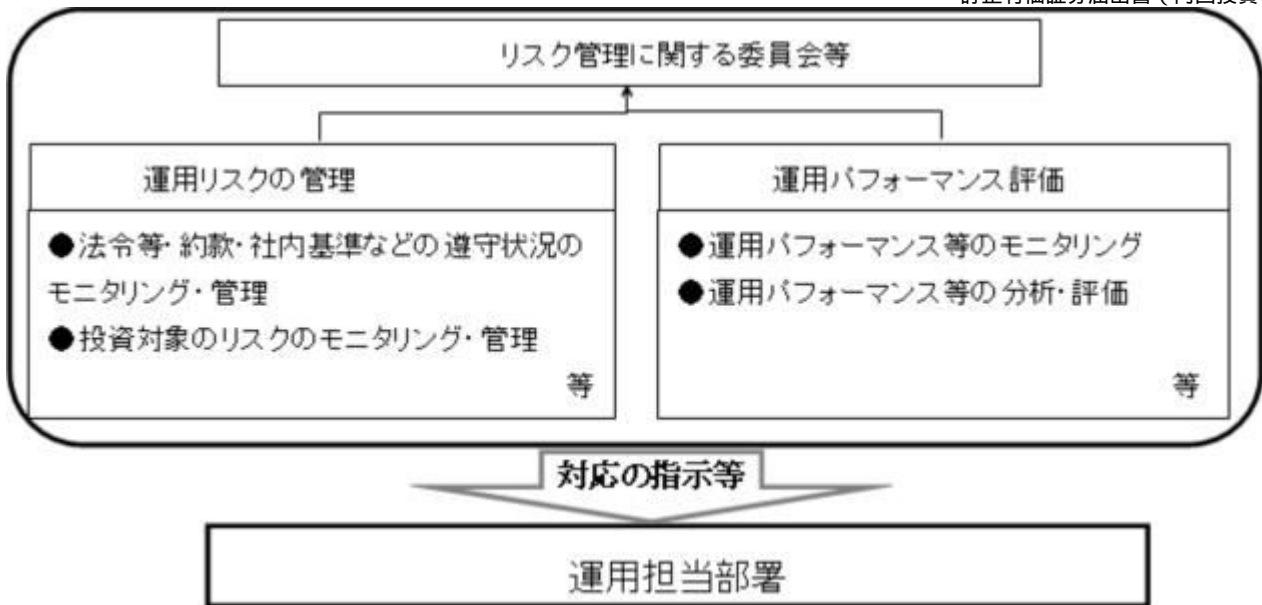 リスク管理に関する委員会等
運用リスクの管理
●法令等・約款・社内基準などの遵守状況の
モニタリング・管理
●投資対象のリスクのモニタリング・管理
等
運用パフォーマンス評価
●運用パフォーマンス等のモニタリング
●運用パフォーマンス等の分析・評価
等
対応の指示等
運用担当部署